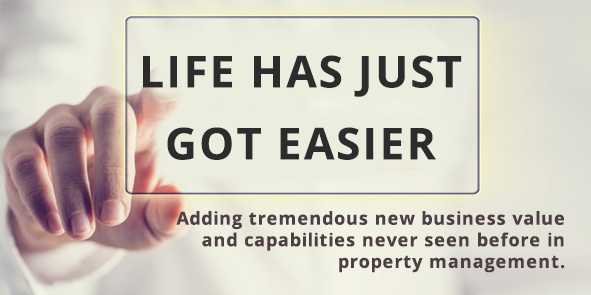 LIFE HAS JUST
GOT EASIER
Adding tremendous new business value
and capabilities never seen before in
property management.